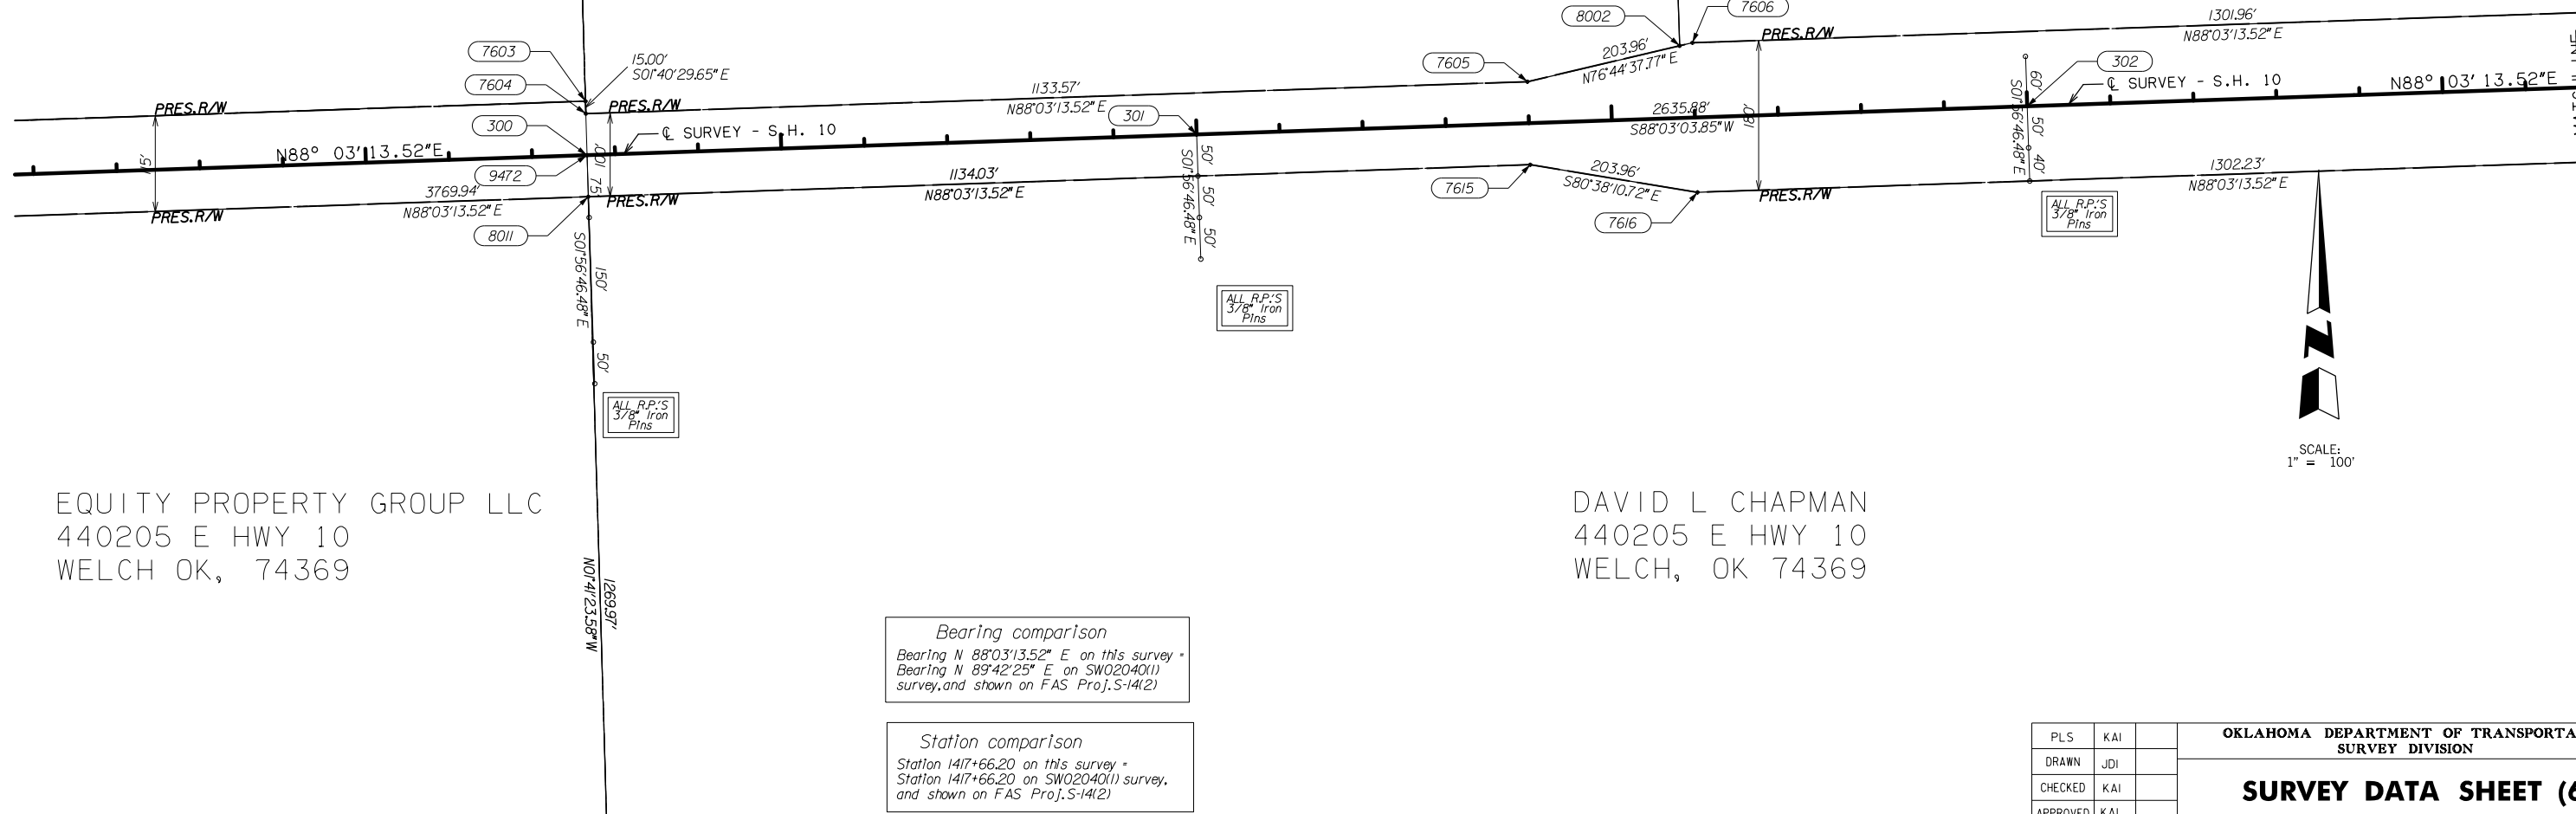 7603
7604
15.00'
S01°40'29.65" E
PRES.R/W
PRES.R/W
300
N88° 03'13.52"E
℄ SURVEY - S.H. 10
9472
100'
75'
3769.94'
N88°03'13.52"E
PRES.R/W
PRES.R/W
8011
S01°56'46.48" E
150'
50'
ALL R.P.'S
3/8" Iron
Pins
1133.57'
N88°03'13.52"E
301
1134.03'
N88°03'13.52"E
S01°56'46.48" E
50'
50'
50'
ALL R.P.'S
3/8" Iron
Pins
7605
8002
7606
203.96'
N76°44'37.77" E
PRES.R/W
2635.88'
S88°03'03.85"W
180'
7615
203.96'
S80°38'10.72" E
7616
PRES.R/W
1301.96'
N88°03'13.52" E
302
60'
S01°56'46.48" E
50'
40'
℄ SURVEY - S.H. 10
N88° 03' 13.52"E
1302.23'
N88°03'13.52"E
ALL R.P.'S
3/8" Iron
Pins
N
SCALE:
1" = 100'
EQUITY PROPERTY GROUP LLC
440205 E HWY 10
WELCH OK, 74369
DAVID L CHAPMAN
440205 E HWY 10
WELCH, OK 74369
N01°41'23.58"W
1269.97'
Bearing comparison
Bearing N 88°03'13.52" E on this survey =
Bearing N 89°42'25" E on SW02040(1)
survey,and shown on FAS Proj.S-14(2)
Station comparison
Station 1417+66.20 on this survey =
Station 1417+66.20 on SW02040(1) survey,
and shown on FAS Proj.S-14(2)
PLS KAI
DRAWN JDI
CHECKED KAI
APPROVED KAI
OKLAHOMA DEPARTMENT OF TRANSPORTA
SURVEY DIVISION
SURVEY DATA SHEET (6